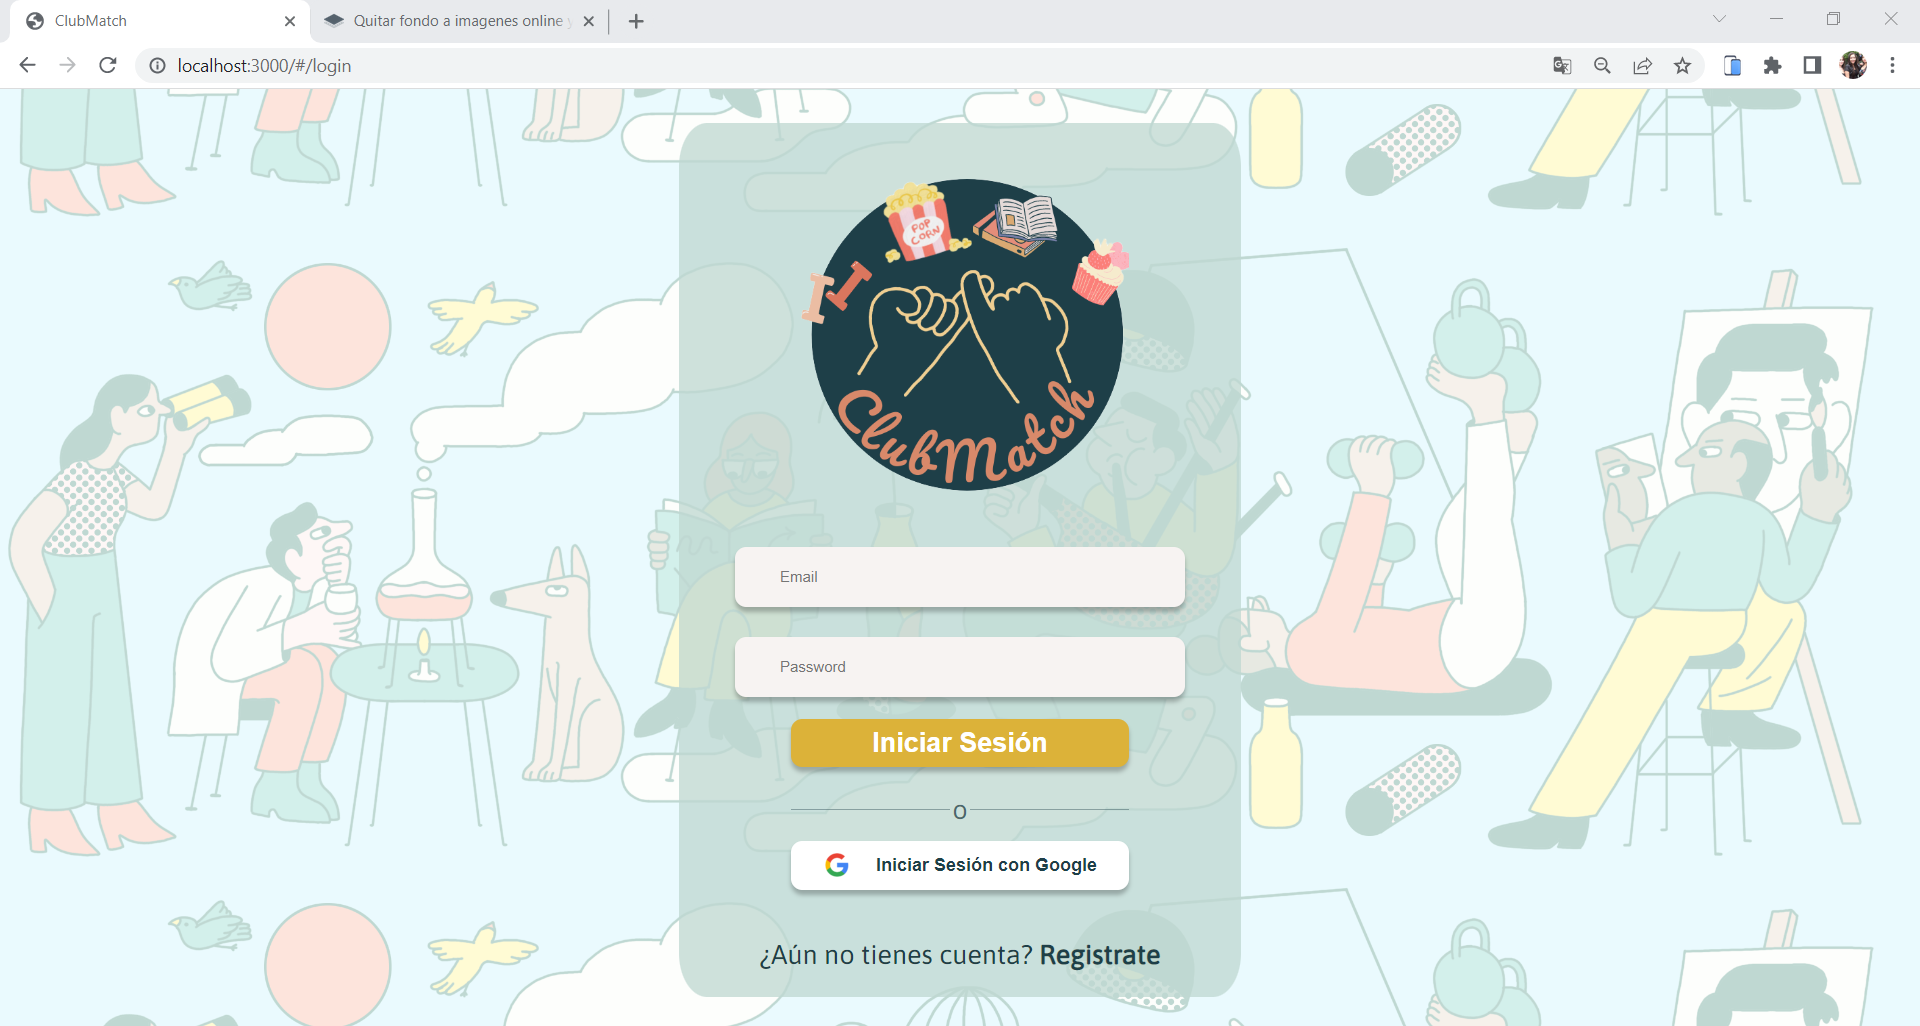 ClubMatch
Quitar fondo a imagenes online y
localhost:3000/#/login
POP
CORN
ClubMatch
Email
Password
Iniciar Sesión
O
Iniciar Sesión con Google
¿Aún no tienes cuenta? Registrate